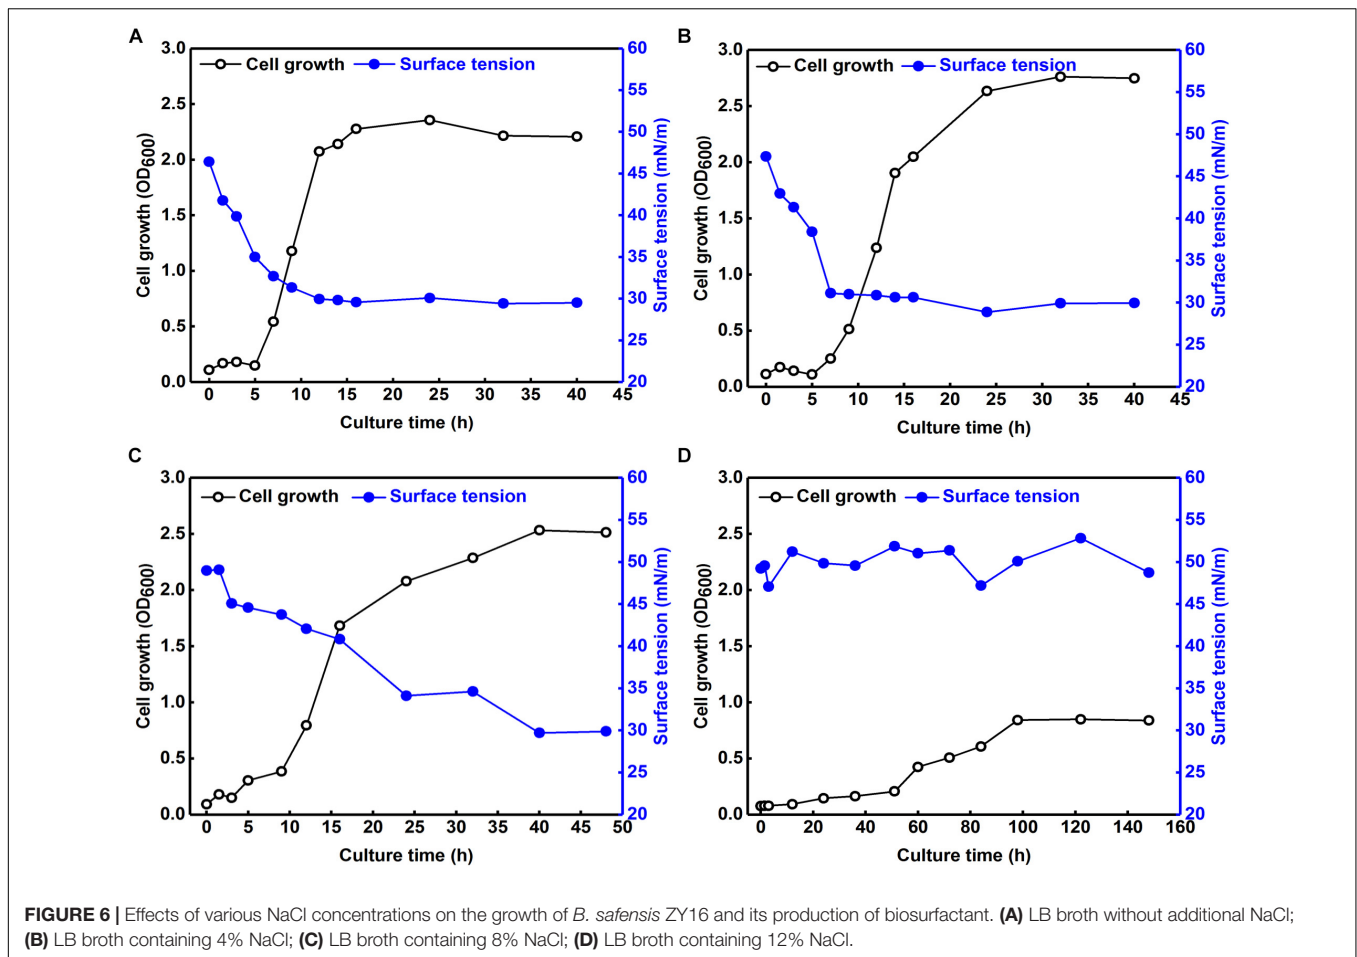 A
Cell growth
Surface tension
Cell growth (OD600)
3.0
2.5
2.0
1.5
1.0
0.5
0.0
60
55
50
45
40
35
30
25
20
Surface tension (mN/m)
0 5 10 15 20 25 30 35 40 45
Culture time (h)
B
Cell growth
Surface tension
Cell growth (OD600)
3.0
2.5
2.0
1.5
1.0
0.5
0.0
60
55
50
45
40
35
30
25
20
Surface tension (mN/m)
0 5 10 15 20 25 30 35 40 45
Culture time (h)
C
Cell growth
Surface tension
Cell growth (OD600)
3.0
2.5
2.0
1.5
1.0
0.5
0.0
60
55
50
45
40
35
30
25
20
Surface tension (mN/m)
0 5 10 15 20 25 30 35 40 45 50
Culture time (h)
D
Cell growth
Surface tension
Cell growth (OD600)
3.0
2.5
2.0
1.5
1.0
0.5
0.0
60
55
50
45
40
35
30
25
20
Surface tension (mN/m)
0 20 40 60 80 100 120 140 160
Culture time (h)
FIGURE 6 | Effects of various NaCl concentrations on the growth of B. safensis ZY16 and its production of biosurfactant. (A) LB broth without additional NaCl;
(B) LB broth containing 4% NaCl; (C) LB broth containing 8% NaCl; (D) LB broth containing 12% NaCl.